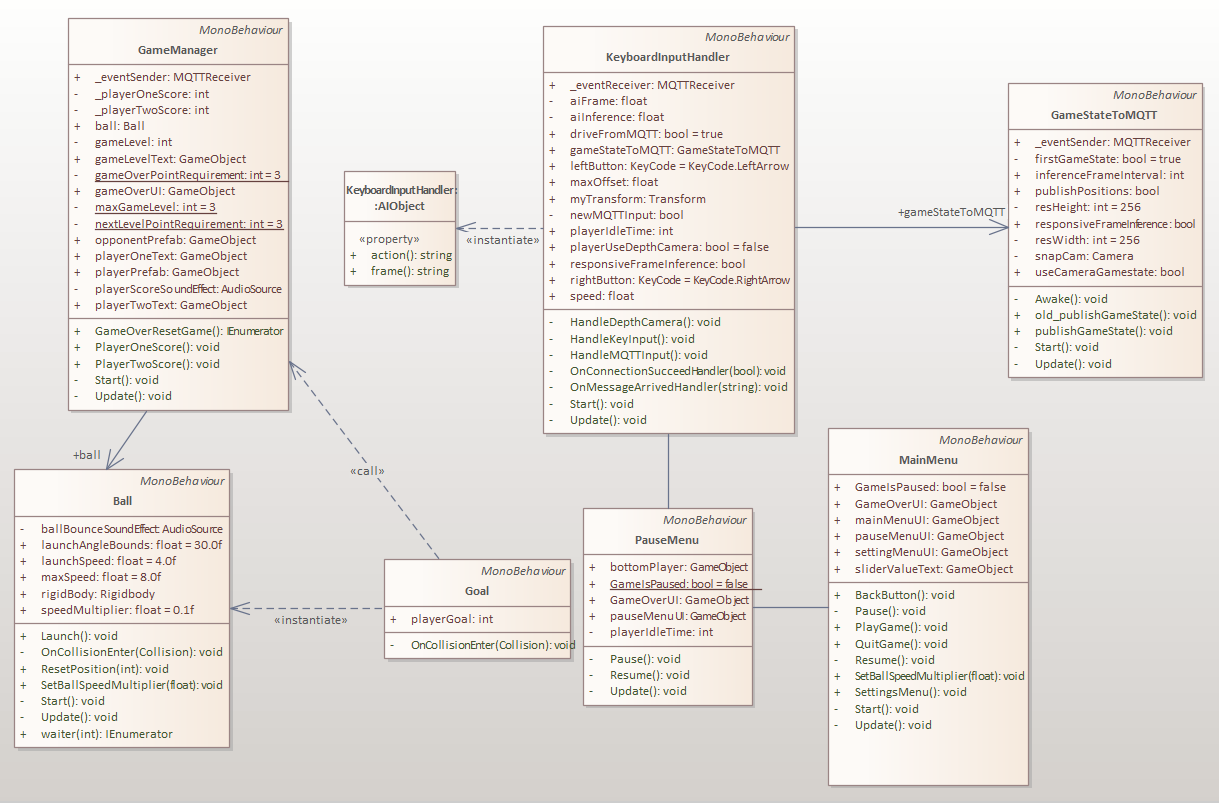 MonoBehaviour
GameManager
+ _eventSender: MQTTReceiver
- _playerOneScore: int
- _playerTwoScore: int
+ ball: Ball
- gameLevel: int
+ gameLevelText: GameObject
- gameOverPointRequirement: int = 3
+ gameOverUI: GameObject
- maxGameLevel: int = 3
- nextLevelPointRequirement: int = 3
+ opponentPrefab: GameObject
+ playerOneText: GameObject
+ playerPrefab: GameObject
- playerScoreSoundEffect: AudioSource
+ playerTwoText: GameObject
+ GameOverResetGame(): IEnumerator
+ PlayerOneScore(): void
+ PlayerTwoScore(): void
- Start(): void
- Update(): void
KeyboardInputHandler:
:AIObject
«property»
+ action(): string
+ frame(): string
«instantiate»
MonoBehaviour
KeyboardInputHandler
+ _eventReceiver: MQTTReceiver
- aiFrame: float
- aiInference: float
+ driveFromMQTT: bool = true
+ gameStateToMQTT: GameStateToMQTT
+ leftButton: KeyCode = KeyCode.LeftArrow
+ maxOffset: float
+ myTransform: Transform
- newMQTTInput: bool
+ playerIdleTime: int
+ playerUseDepthCamera: bool = false
+ responsiveFrameInference: bool
+ rightButton: KeyCode = KeyCode.RightArrow
+ speed: float
- HandleDepthCamera(): void
- HandleKeyInput(): void
- HandleMQTTInput(): void
- OnConnectionSucceedHandler(bool): void
- OnMessageArrivedHandler(string): void
- Start(): void
- Update(): void
+gameStateToMQTT
MonoBehaviour
GameStateToMQTT
+ _eventSender: MQTTReceiver
- firstGameState: bool = true
+ inferenceFrameInterval: int
+ publishPositions: bool
- resHeight: int = 256
+ responsiveFrameInference: bool
- resWidth: int = 256
- snapCam: Camera
+ useCameraGamestate: bool
- Awake(): void
+ old_publishGameState(): void
+ publishGameState(): void
- Start(): void
- Update(): void
+ball
«call»
MonoBehaviour
Ball
- ballBounceSoundEffect: AudioSource
+ launchAngleBounds: float = 30.0f
+ launchSpeed: float = 4.0f
+ maxSpeed: float = 8.0f
+ rigidBody: Rigidbody
+ speedMultiplier: float = 0.1f
+ Launch(): void
- OnCollisionEnter(Collision): void
+ ResetPosition(int): void
+ SetBallSpeedMultiplier(float): void
- Start(): void
- Update(): void
+ waiter(int): IEnumerator
«instantiate»
MonoBehaviour
Goal
+ playerGoal: int
- OnCollisionEnter(Collision): void
MonoBehaviour
PauseMenu
+ bottomPlayer: GameObject
+ GameIsPaused: bool = false
+ GameOverUI: GameObject
+ pauseMenuUI: GameObject
- playerIdleTime: int
- Pause(): void
- Resume(): void
- Update(): void
MonoBehaviour
MainMenu
+ GameIsPaused: bool = false
+ GameOverUI: GameObject
+ mainMenuUI: GameObject
+ pauseMenuUI: GameObject
+ settingMenuUI: GameObject
+ sliderValueText: GameObject
+ BackButton(): void
- Pause(): void
+ PlayGame(): void
+ QuitGame(): void
- Resume(): void
+ SetBallSpeedMultiplier(float): void
+ SettingsMenu(): void
- Start(): void
- Update(): void